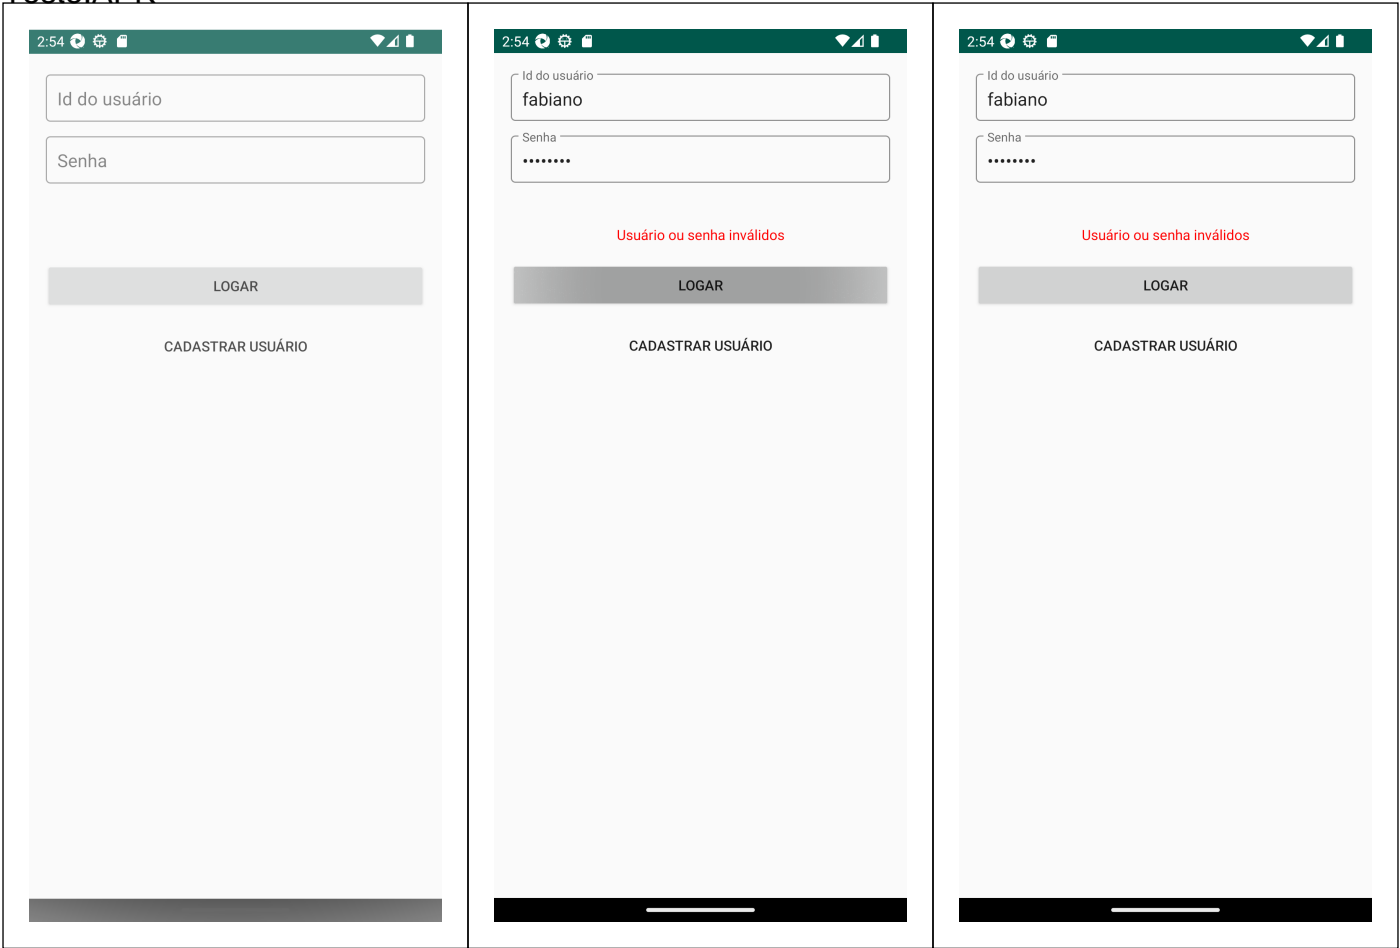 2:54
Id do usuário
Senha
LOGAR
CADASTRAR USUÁRIO
2:54
Id do usuário
fabiano
Senha
••••••••
Usuário ou senha inválidos
LOGAR
CADASTRAR USUÁRIO
2:54
Id do usuário
fabiano
Senha
••••••••
Usuário ou senha inválidos
LOGAR
CADASTRAR USUÁRIO